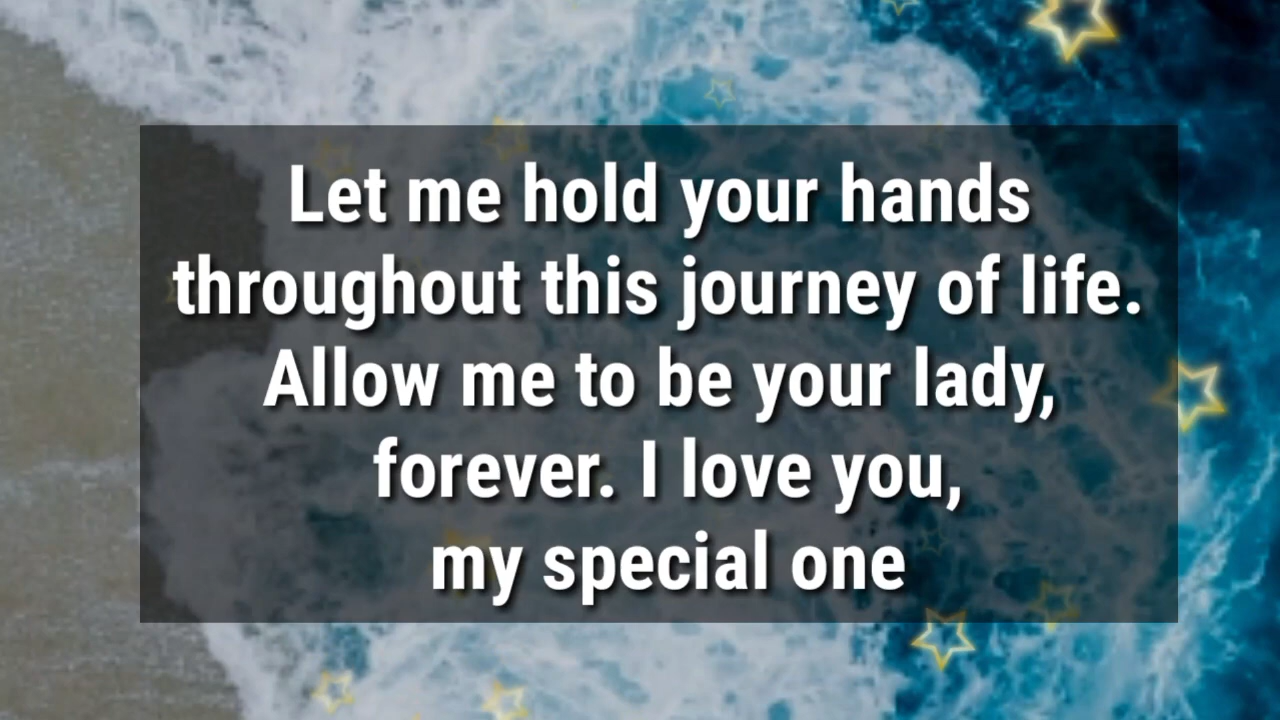 Let me hold your hands
throughout this journey of life.
Allow me to be your lady,
forever. I love you,
my special one